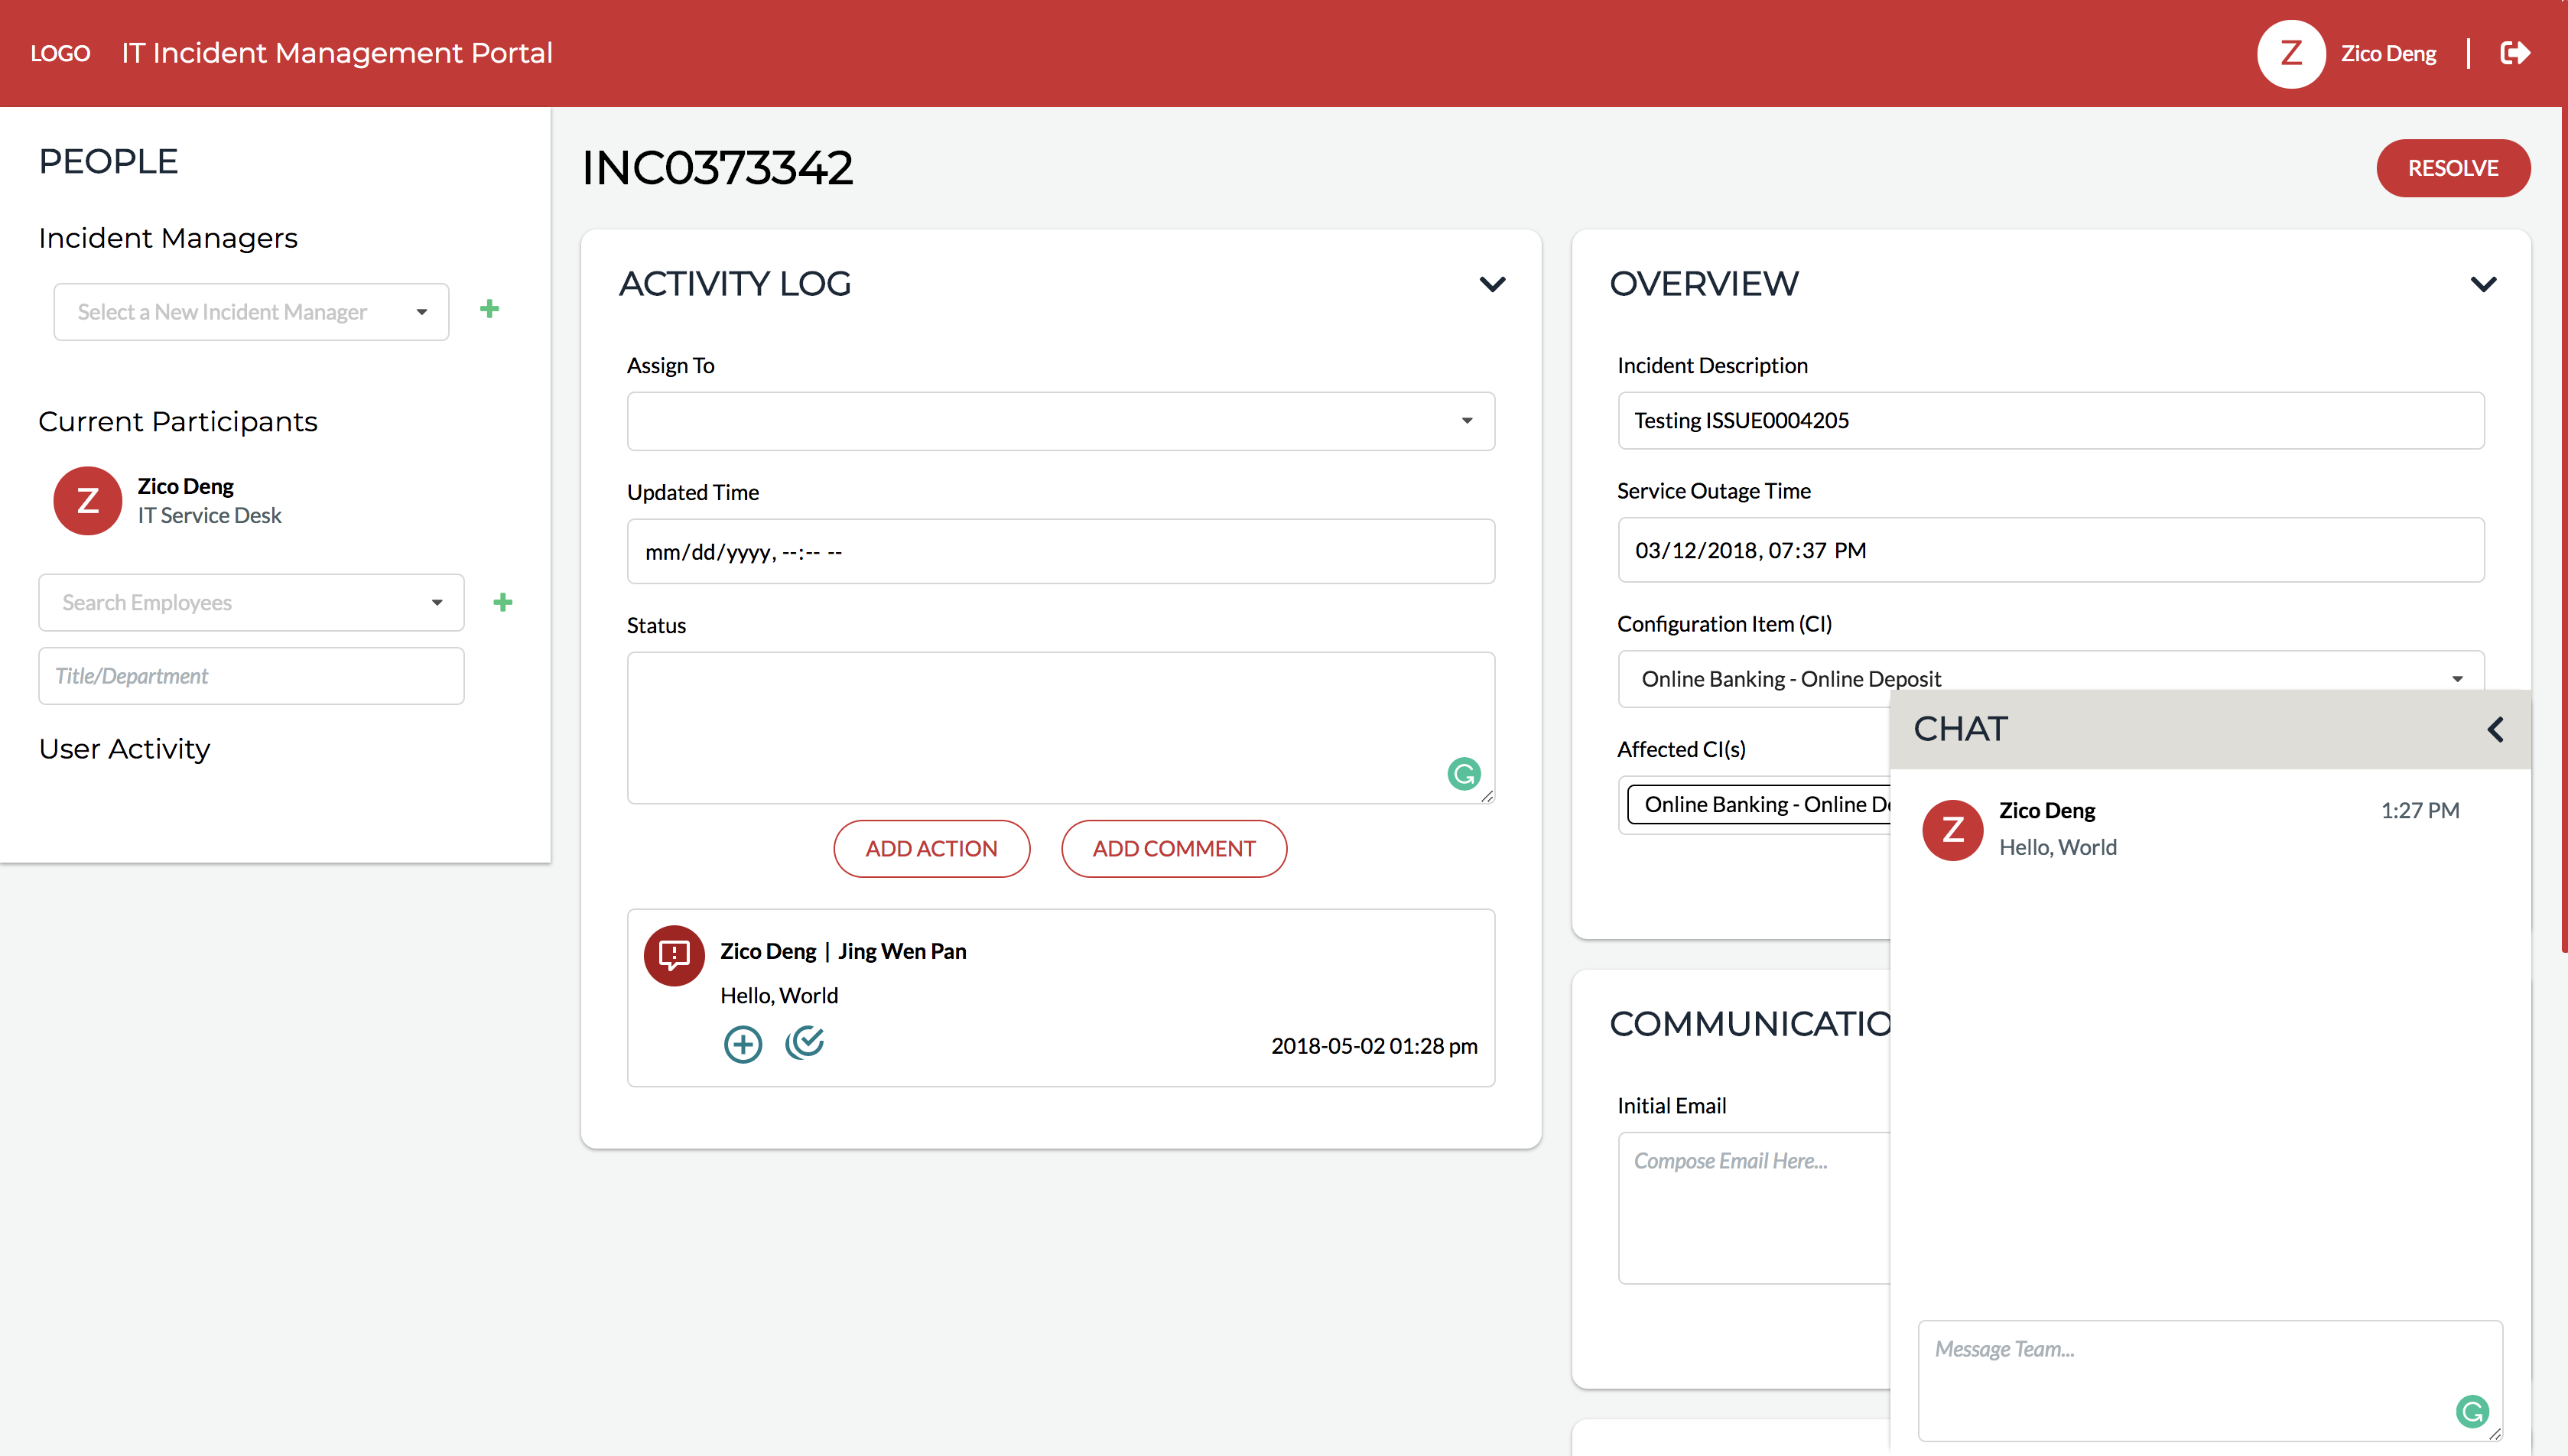 LOGO IT Incident Management Portal
Z Zico Deng
PEOPLE
Incident Managers
Select a New Incident Manager
Current Participants
Z Zico Deng
IT Service Desk
Search Employees
Title/Department
User Activity
INC0373342
RESOLVE
ACTIVITY LOG
Assign To
Updated Time
mm/dd/yyyy, --:-- --
Status
ADD ACTION ADD COMMENT
Zico Deng | Jing Wen Pan
Hello, World
2018-05-02 01:28 pm
OVERVIEW
Incident Description
Testing ISSUE0004205
Service Outage Time
03/12/2018, 07:37 PM
Configuration Item (CI)
Online Banking - Online Deposit
Affected CI(s)
Online Banking - Online
COMMUNICATIO
Initial Email
Compose Email Here...
CHAT
Z Zico Deng 1:27 PM
Hello, World
Message Team...